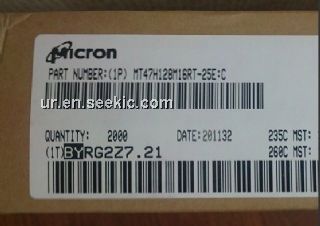 Micron
PART NUMBER:(1P) MT47H128M16RT-25E:C
ur.en.seekic.com
QUANTITY: 2000 DATE:201132 235C MST:
(1T)BYRG2Z7.21 260C MST: